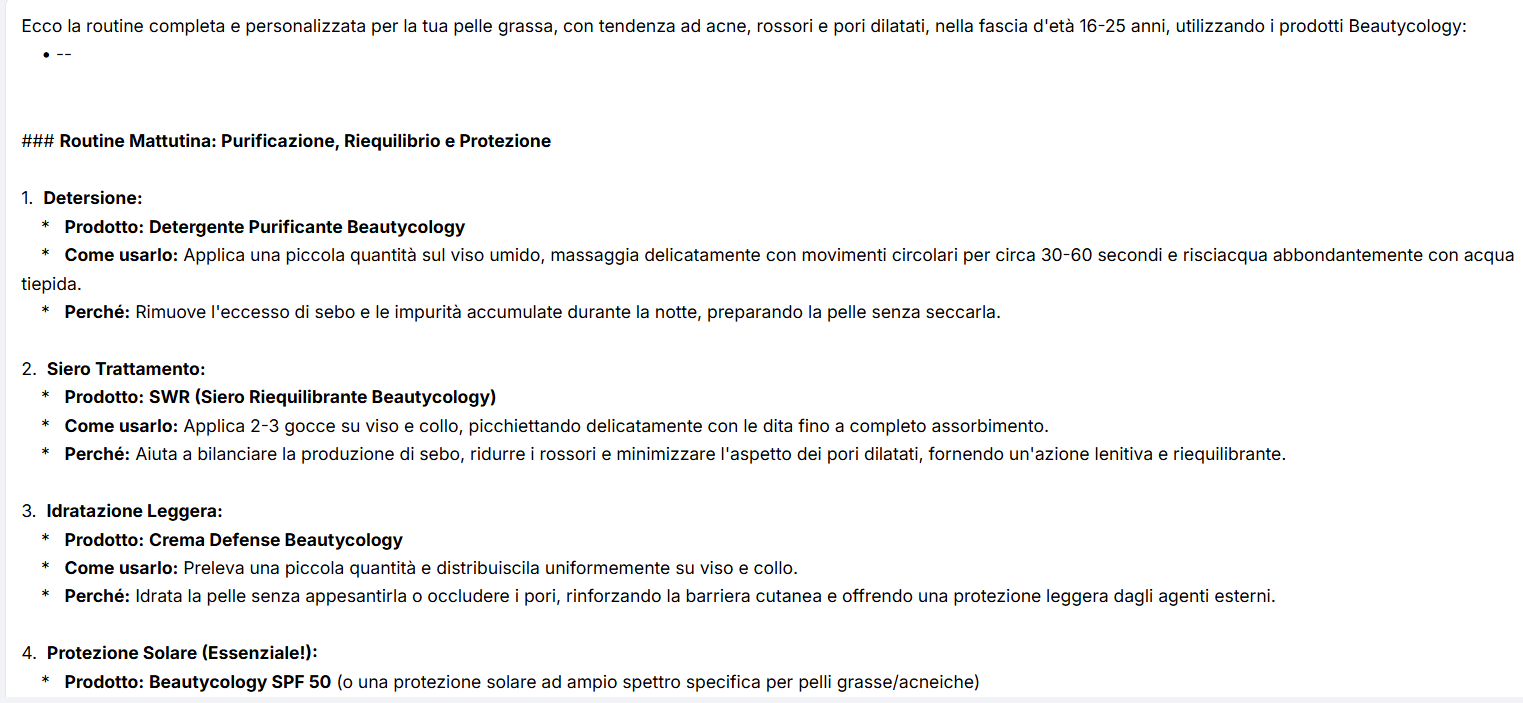 Ecco la routine completa e personalizzata per la tua pelle grassa, con tendenza ad acne, rossori e pori dilatati, nella fascia d'età 16-25 anni, utilizzando i prodotti Beautycology:
• --
### Routine Mattutina: Purificazione, Riequilibrio e Protezione
1. Detersione:
* Prodotto: Detergente Purificante Beautycology
* Come usarlo: Applica una piccola quantità sul viso umido, massaggia delicatamente con movimenti circolari per circa 30-60 secondi e risciacqua abbondantemente con acqua
tiepida.
* Perché: Rimuove l'eccesso di sebo e le impurità accumulate durante la notte, preparando la pelle senza seccarla.
2. Siero Trattamento:
* Prodotto: SWR (Siero Riequilibrante Beautycology)
* Come usarlo: Applica 2-3 gocce su viso e collo, picchiettando delicatamente con le dita fino a completo assorbimento.
* Perché: Aiuta a bilanciare la produzione di sebo, ridurre i rossori e minimizzare l'aspetto dei pori dilatati, fornendo un'azione lenitiva e riequilibrante.
3. Idratazione Leggera:
* Prodotto: Crema Defense Beautycology
* Come usarlo: Preleva una piccola quantità e distribuiscila uniformemente su viso e collo.
* Perché: Idrata la pelle senza appesantirla o occludere i pori, rinforzando la barriera cutanea e offrendo una protezione leggera dagli agenti esterni.
4. Protezione Solare (Essenziale!):
* Prodotto: Beautycology SPF 50 (o una protezione solare ad ampio spettro specifica per pelli grasse/acneiche)